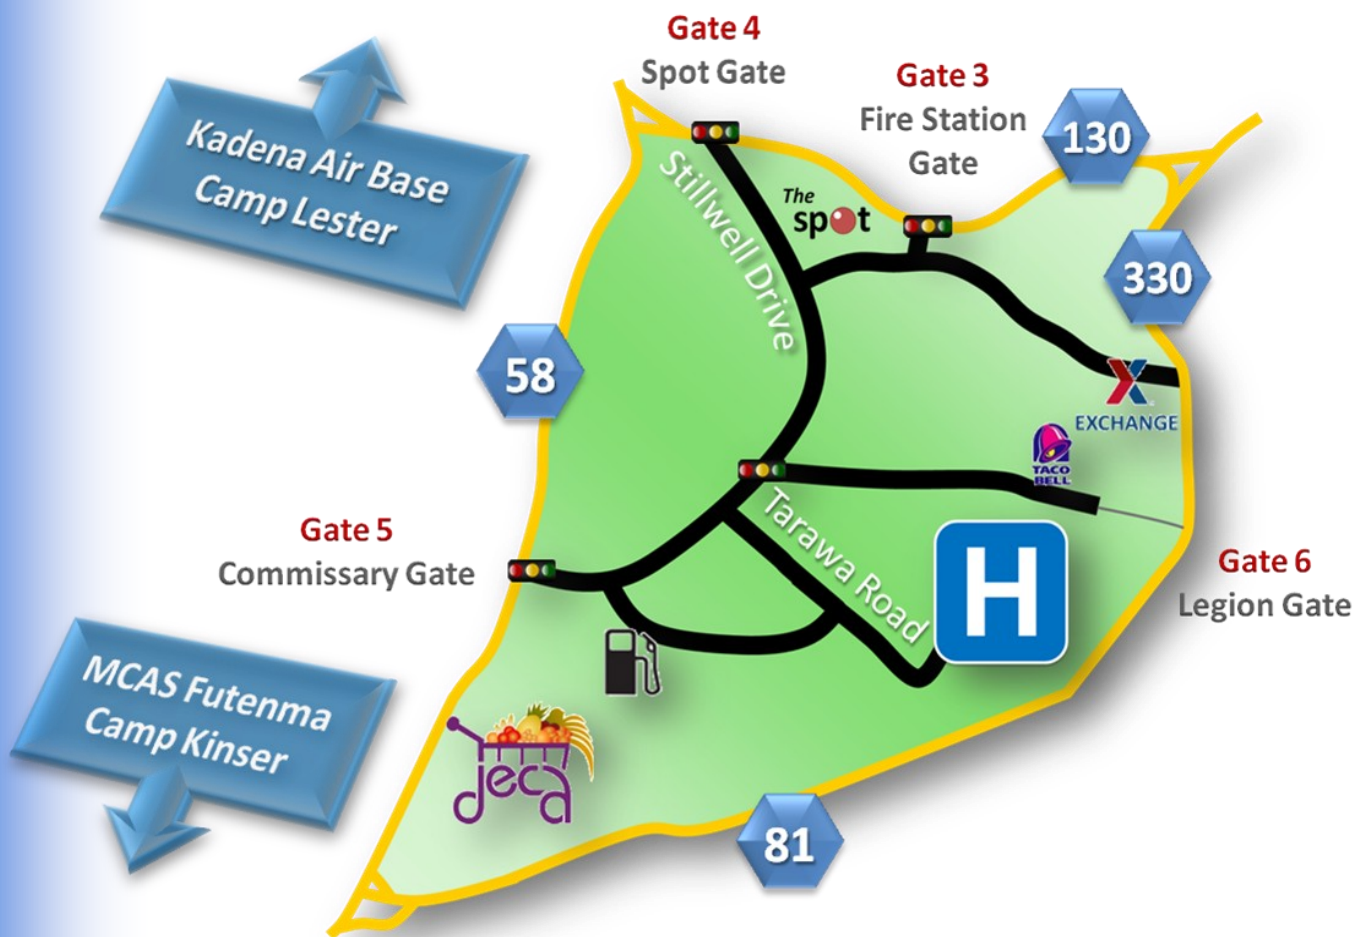 Gate 4
Spot Gate
Gate 3
Fire Station
Gate
130
Kadena Air Base
Camp Lester
Stillwell Drive
The
spot
330
58
EXCHANGE
TACO
BELL
Gate 5
Commissary Gate
Tarawa Road
H
Gate 6
Legion Gate
MCAS Futenma
Camp Kinser
deca
81